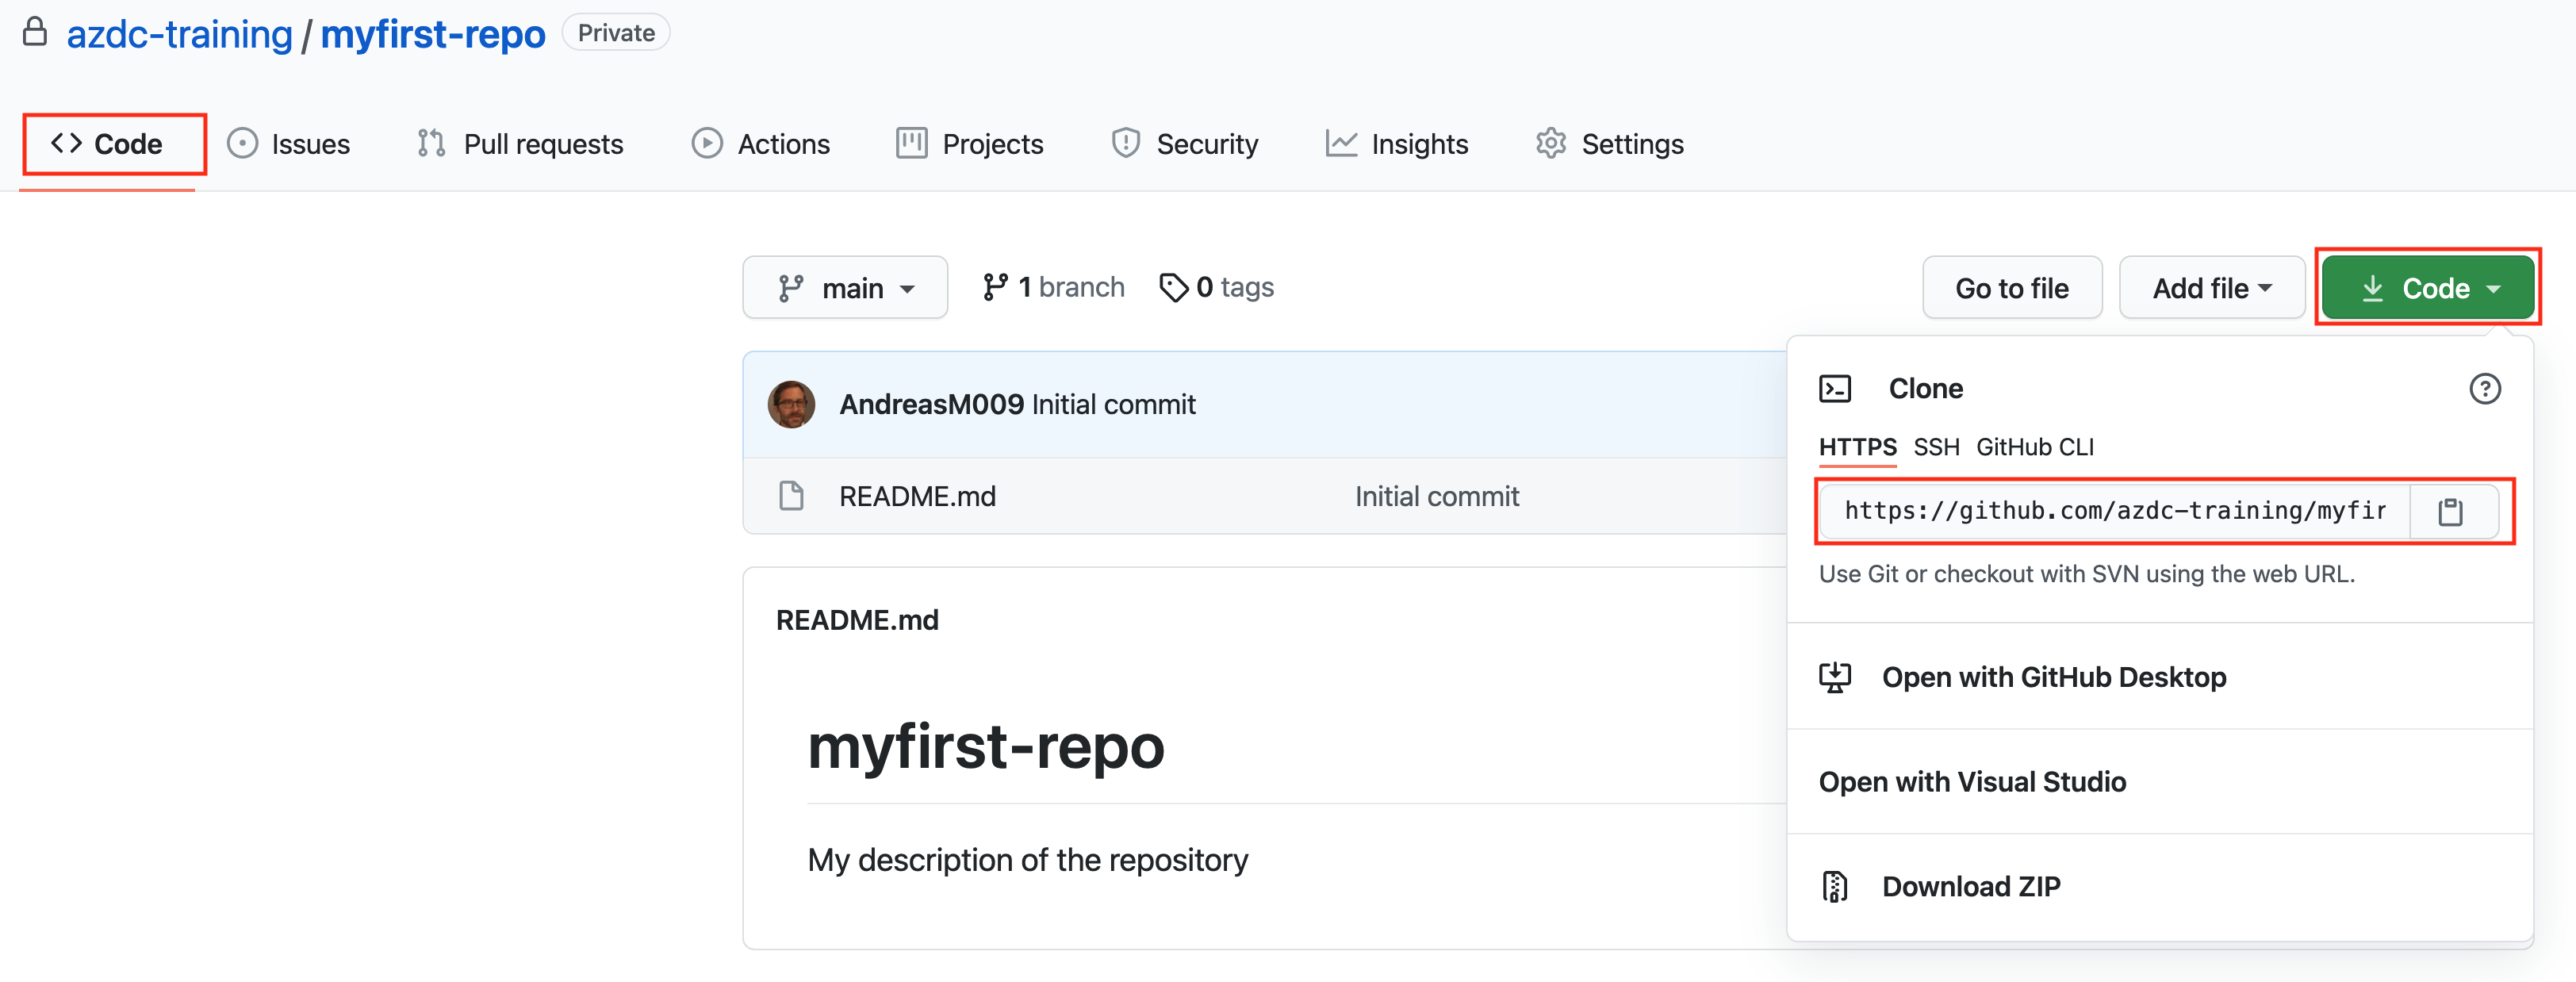 azdc-training / myfirst-repo Private
Code Issues Pull requests Actions Projects Security Insights Settings
main 1 branch 0 tags Go to file Add file Code
AndreasM009 Initial commit
README.md Initial commit
Clone
HTTPS SSH GitHub CLI
https://github.com/azdc-training/myfir
Use Git or checkout with SVN using the web URL.
Open with GitHub Desktop
Open with Visual Studio
Download ZIP
README.md
myfirst-repo
My description of the repository